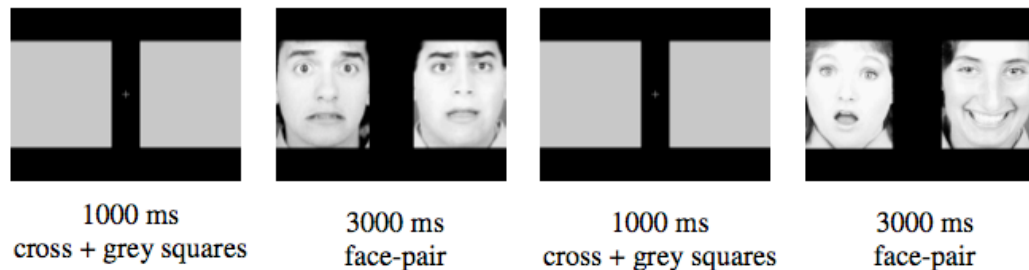 1000 ms
cross + grey squares
3000 ms
face-pair
1000 ms
cross + grey squares
3000 ms
face-pair